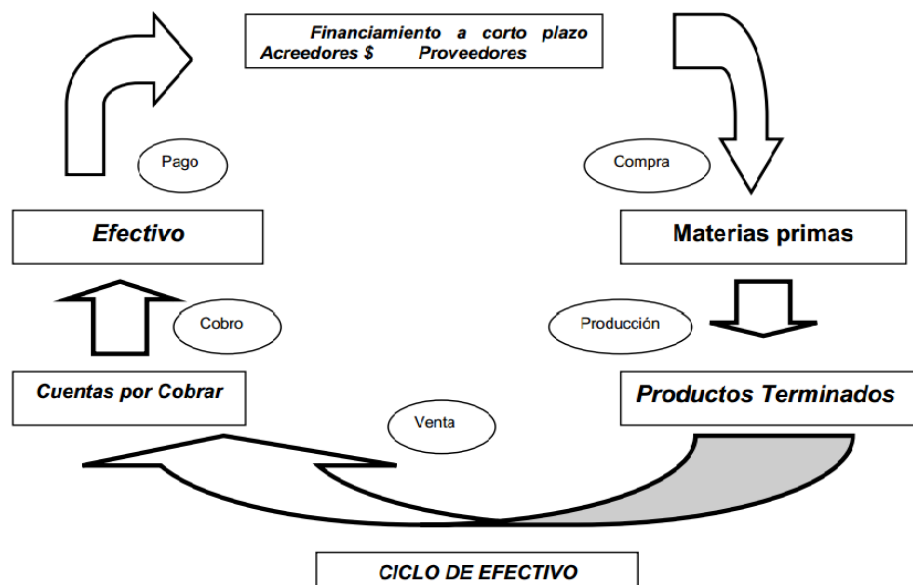 Financiamiento a corto plazo
Acreedores $ Proveedores
Pago
Compra
Efectivo
Materias primas
Cobro
Producción
Cuentas por Cobrar
Productos Terminados
Venta
CICLO DE EFECTIVO